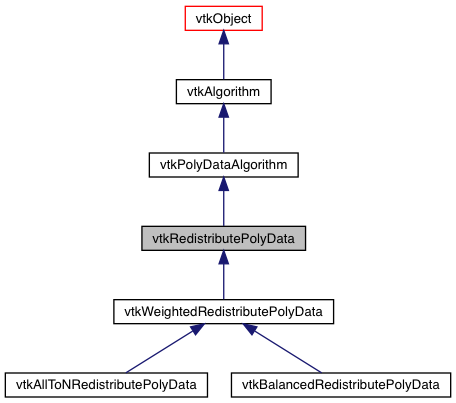 vtkObject
vtkAlgorithm
vtkPolyDataAlgorithm
vtkRedistributePolyData
vtkWeightedRedistributePolyData
vtkAllToNRedistributePolyData
vtkBalancedRedistributePolyData